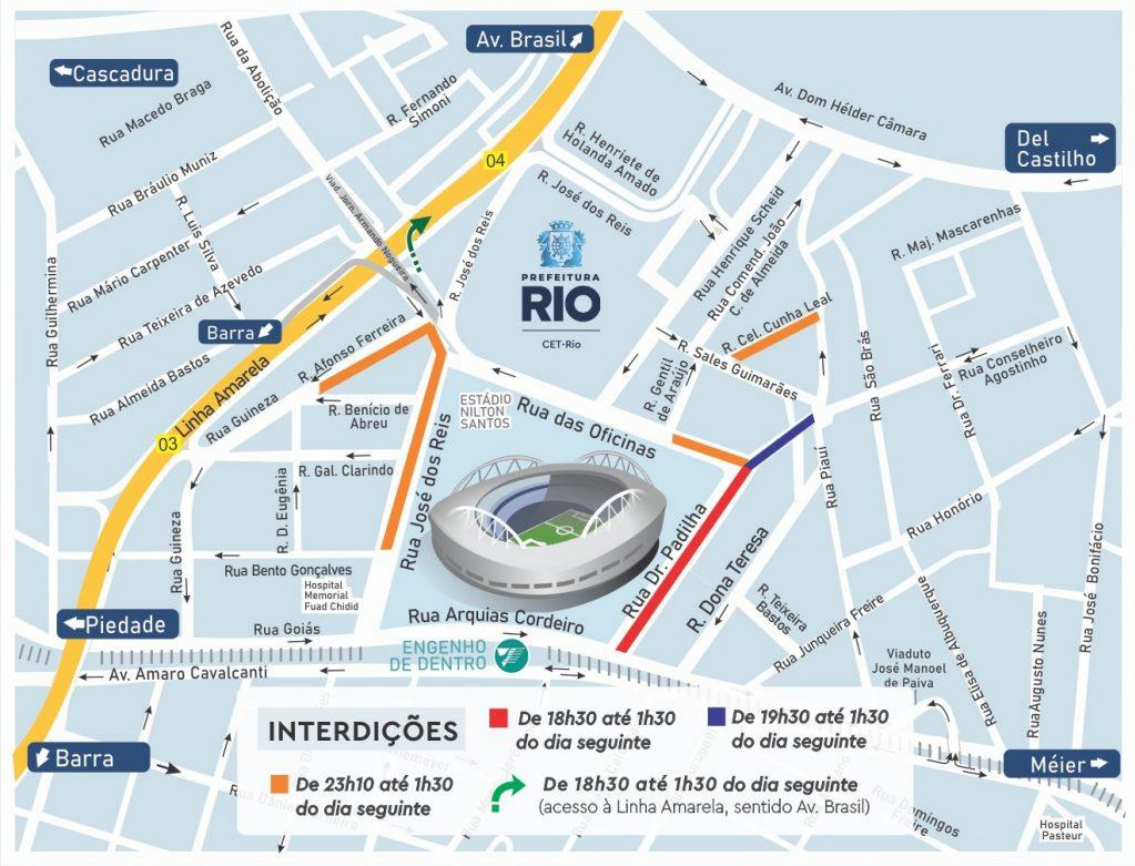 Av. Brasil
Cascadura
Rua da Abolição
R. Fernando
Simoni
Rua Macedo Braga
Av. Dom Hélder Câmara
Del
Castilho
R. Henriete de
Holanda Amado
04
Rua Bráulio Muniz
R. José dos Reis
R. Luis Silva
Viad. Jorn. Armando Nogueira
Rua Henrique Scheid
Rua Comend. João
C. de Almeida
R. Maj. Mascarenhas
R. José dos Reis
PREFEITURA
RIO
CET-Rio
Rua Mário Carpenter
Rua Teixeira de Azevedo
Rua Guilhermina
Barra
R. Afonso Ferreira
R. Cel. Cunha Leal
R. Sales Guimarães
R. Gentil
de Araújo
Rua São Brás
Rua Dr. Ferrari
Rua Conselheiro
Agostinho
Rua Almeida Bastos
Linha Amarela
03
Rua Guineza
R. Benício de
Abreu
ESTÁDIO
NILTON
SANTOS
Rua das Oficinas
R. Gal. Clarindo
Rua José dos Reis
R. D. Eugênia
Rua Guineza
Rua Piauí
Rua Honório
Rua Dr. Padilha
R. Dona Teresa
Rua Bento Gonçalves
Hospital
Memorial
Fuad Chidid
R. Teixeira
Bastos
Rua Junqueira Freire
Rua Elisa de Albuquerque
Rua Augusto Nunes
Rua José Bonifácio
Rua Arquias Cordeiro
Piedade
Rua Goiás
ENGENHO
DE DENTRO
Av. Amaro Cavalcanti
Viaduto
José Manoel
de Paiva
Barra
Méier
INTERDIÇÕES
De 18h30 até 1h30
do dia seguinte
De 19h30 até 1h30
do dia seguinte
De 23h10 até 1h30
do dia seguinte
De 18h30 até 1h30 do dia seguinte
(acesso à Linha Amarela, sentido Av. Brasil)
Domingos
Freire
Hospital
Pasteur